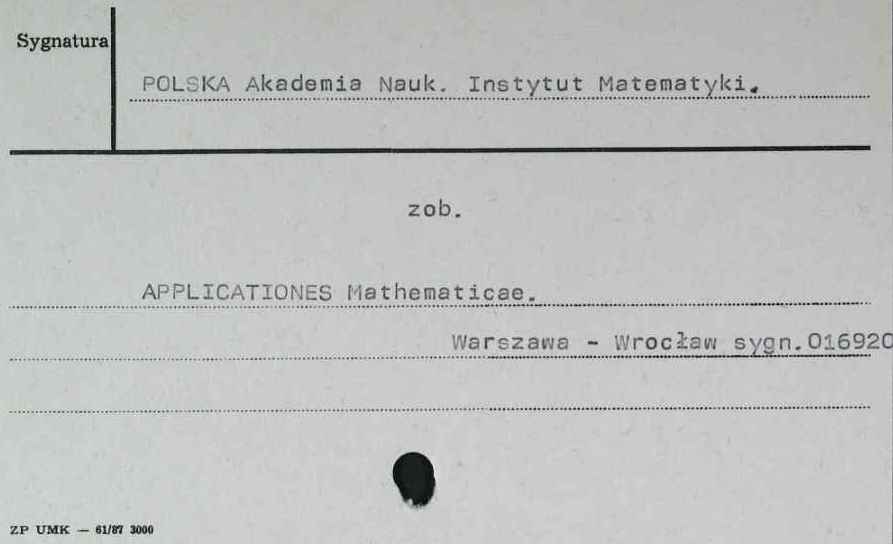 Sygnatura
POLSKA Akademia Nauk. Instytut Matematyki.
zob.
APPLICATIONES Mathematicae.
Warszawa - Wrocław sygn.016920
ZP UMK — 61/87 3000